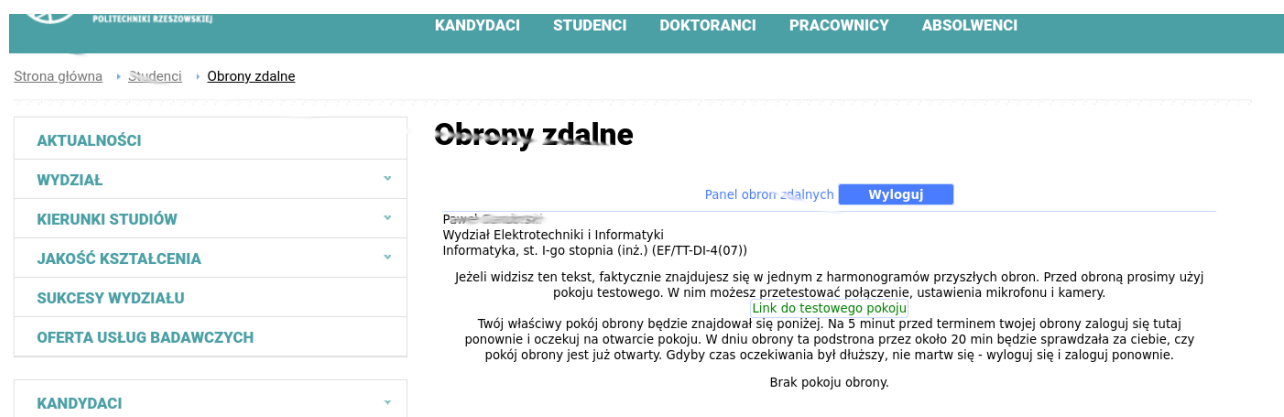 POLITECHNIKI RZESZOWSKIEJ
KANDYDACI STUDENCI DOKTORANCI PRACOWNICY ABSOLWENCI
Strona główna Studenci Obrony zdalne
AKTUALNOŚCI
WYDZIAŁ
KIERUNKI STUDIÓW
JAKOŚĆ KSZTAŁCENIA
SUKCESY WYDZIAŁU
OFERTA USŁUG BADAWCZYCH
KANDYDACI
Obrony zdalne
Panel obron zdalnych Wyloguj
Paweł
Wydział Elektrotechniki i Informatyki
Informatyka, st. I-go stopnia (inż.) (EF/TT-DI-4(07))
Jeżeli widzisz ten tekst, faktycznie znajdujesz się w jednym z harmonogramów przyszłych obron. Przed obroną prosimy użyj
pokoju testowego. W nim możesz przetestować połączenie, ustawienia mikrofonu i kamery.
Link do testowego pokoju
Twój właściwy pokój obrony będzie znajdował się poniżej. Na 5 minut przed terminem twojej obrony zaloguj się tutaj
ponownie i oczekuj na otwarcie pokoju. W dniu obrony ta podstrona przez około 20 min będzie sprawdzała za ciebie, czy
pokój obrony jest już otwarty. Gdyby czas oczekiwania był dłuższy, nie martw się - wyloguj się i zaloguj ponownie.
Brak pokoju obrony.